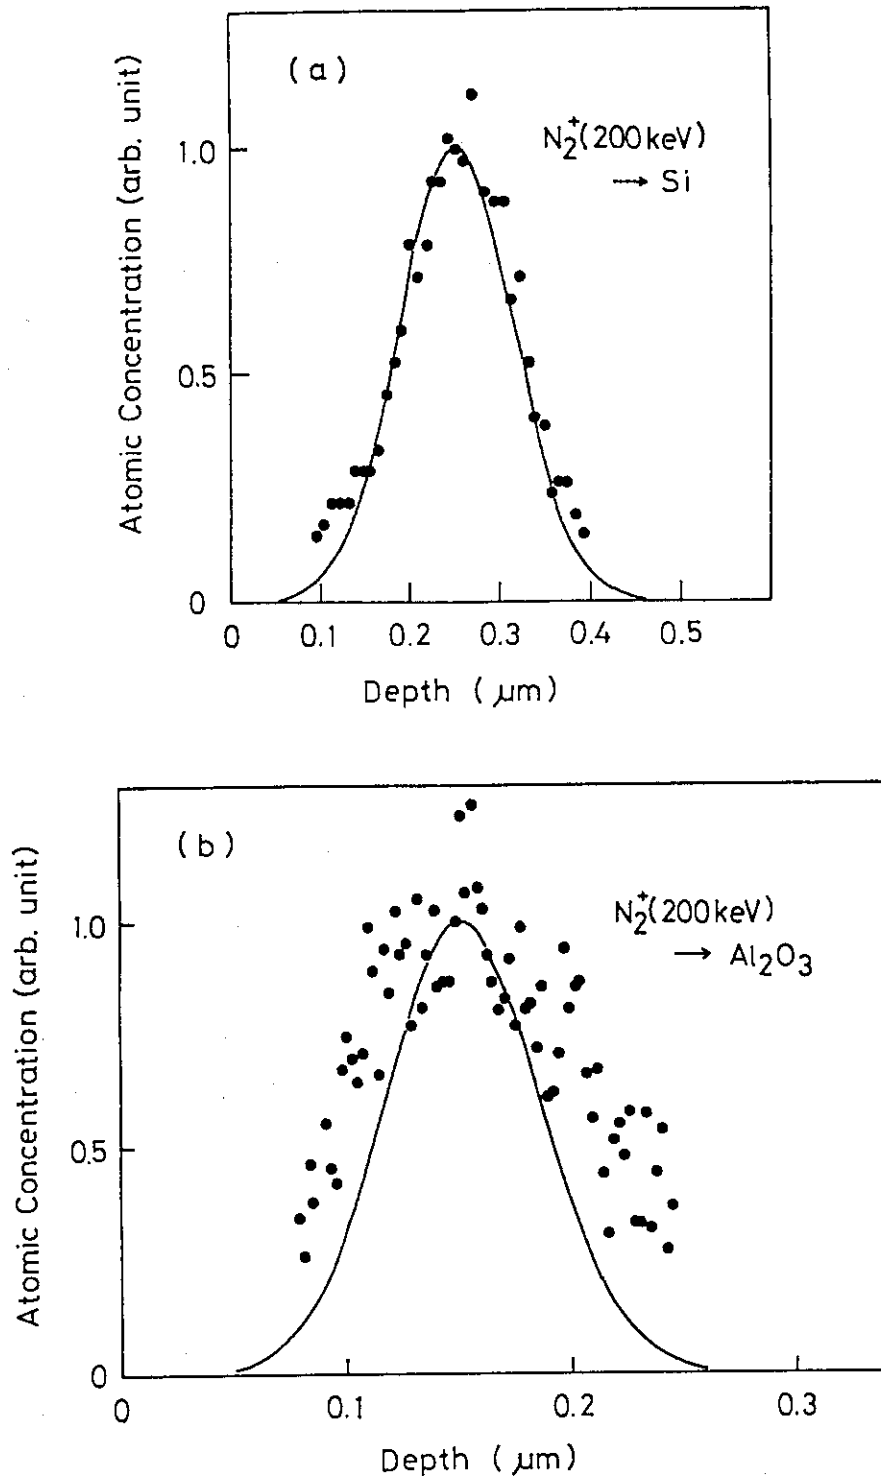 (a)
N₂⁺(200keV)
→ Si
Atomic Concentration (arb. unit)
1.0
0.5
0
0 0.1 0.2 0.3 0.4 0.5
Depth (μm)
(b)
N₂⁺(200keV)
→ Al₂O₃
Atomic Concentration (arb. unit)
1.0
0.5
0
0 0.1 0.2 0.3
Depth (μm)